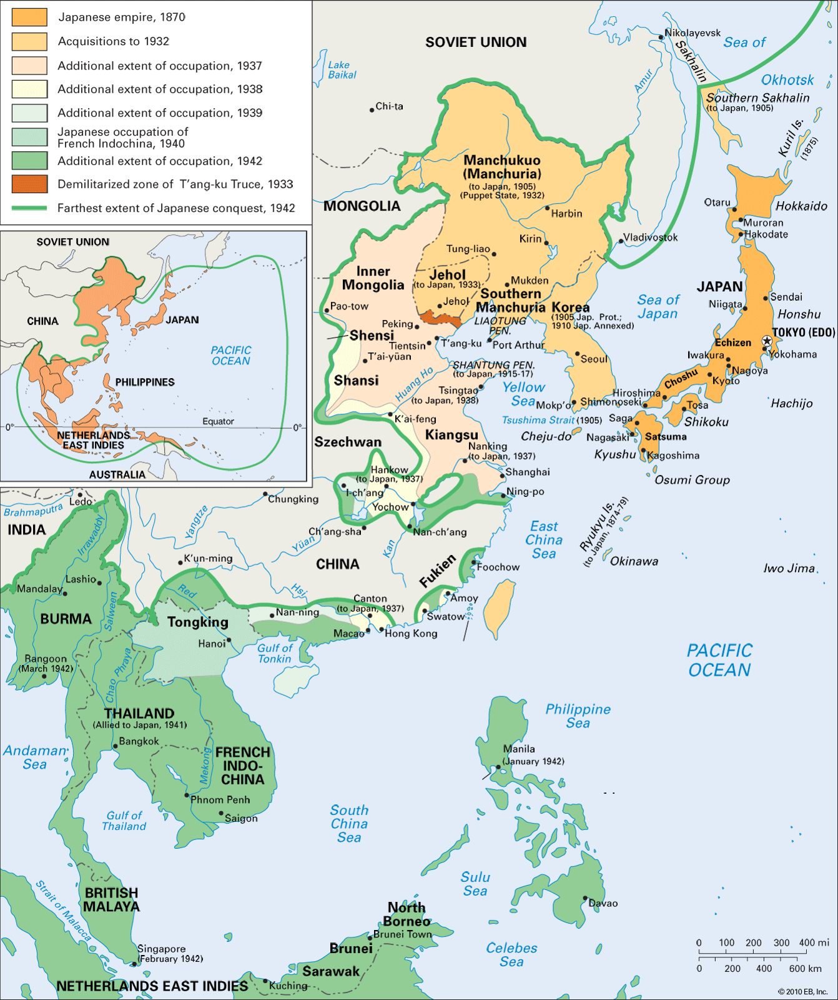 Japanese empire, 1870
Acquisitions to 1932
Additional extent of occupation, 1937
Additional extent of occupation, 1938
Additional extent of occupation, 1939
Japanese occupation of
French Indochina, 1940
Additional extent of occupation, 1942
Demilitarized zone of T'ang-ku Truce, 1933
Farthest extent of Japanese conquest, 1942
SOVIET UNION
CHINA
JAPAN
PACIFIC
OCEAN
PHILIPPINES
Equator
0°
0°
NETHERLANDS
EAST INDIES
AUSTRALIA
SOVIET UNION
Nikolayevsk
Sea of
Okhotsk
Sakhalin
Lake
Baikal
Amur
Chi-ta
Southern Sakhalin
(to Japan, 1905)
Kuril Is.
(1875)
Manchukuo
(Manchuria)
(to Japan, 1905)
(Puppet State, 1932)
MONGOLIA
Harbin
Otaru
Hokkaido
Muroran
Hakodate
Kirin
Vladivostok
Tung-liao
Inner
Mongolia
Jehol
(to Japan, 1933)
Mukden
JAPAN
Southern
Manchuria
Jehol
Korea
(1905 Jap. Prot.;
1910 Jap. Annexed)
Sea of
Japan
Sendai
Niigata
Honshu
Pao-tow
Peking
LIAOTUNG
PEN.
TOKYO (EDO)
Shensi
Tientsin
T'ang-ku
Port Arthur
Echizen
Yokohama
T'ai-yüan
Seoul
Iwakura
SHANTUNG PEN.
(to Japan, 1915-17)
Nagoya
Shansi
Huang Ho
Choshu
Kyoto
Tsingtao
(to Japan, 1938)
Yellow
Sea
Hiroshima
Mokp'o
Shimonoseki
Tosa
Hachijo
K'ai-feng
Tsushima Strait (1905)
Saga
Shikoku
Kiangsu
Cheju-do
Nagasaki
Satsuma
Szechwan
Nanking
(to Japan, 1937)
Kyushu
Kagoshima
Hankow
(to Japan, 1937)
Shanghai
Osumi Group
I-ch'ang
Ning-po
Ledo
Chungking
Yochow
Brahmaputra
Yangtze
Ryukyu Is.
(to Japan, 1874-79)
INDIA
Irrawaddy
Ch'ang-sha
Nan-ch'ang
East
China
Sea
Yüan
Kan
K'un-ming
CHINA
Fukien
Foochow
Okinawa
Iwo Jima
Lashio
Mandalay
Red
Hsi
Amoy
Salween
Canton
(to Japan, 1937)
Nan-ning
Swatow
BURMA
Tongking
Macao
Hong Kong
Hanoi
Gulf of
Tonkin
PACIFIC
OCEAN
Rangoon
(March 1942)
Chao Phraya
THAILAND
(Allied to Japan, 1941)
Philippine
Sea
Bangkok
Andaman
Sea
Mekong
FRENCH
INDO-
CHINA
Manila
(January 1942)
Phnom Penh
Saigon
Gulf of
Thailand
South
China
Sea
Sulu
Sea
Strait of Malacca
BRITISH
MALAYA
Davao
North
Borneo
Brunei Town
Brunei
Singapore
(February 1942)
Celebes
Sea
Sarawak
NETHERLANDS EAST INDIES
Kuching
0 100 200 300 400 mi
0 200 400 600 km
© 2010 EB, Inc.